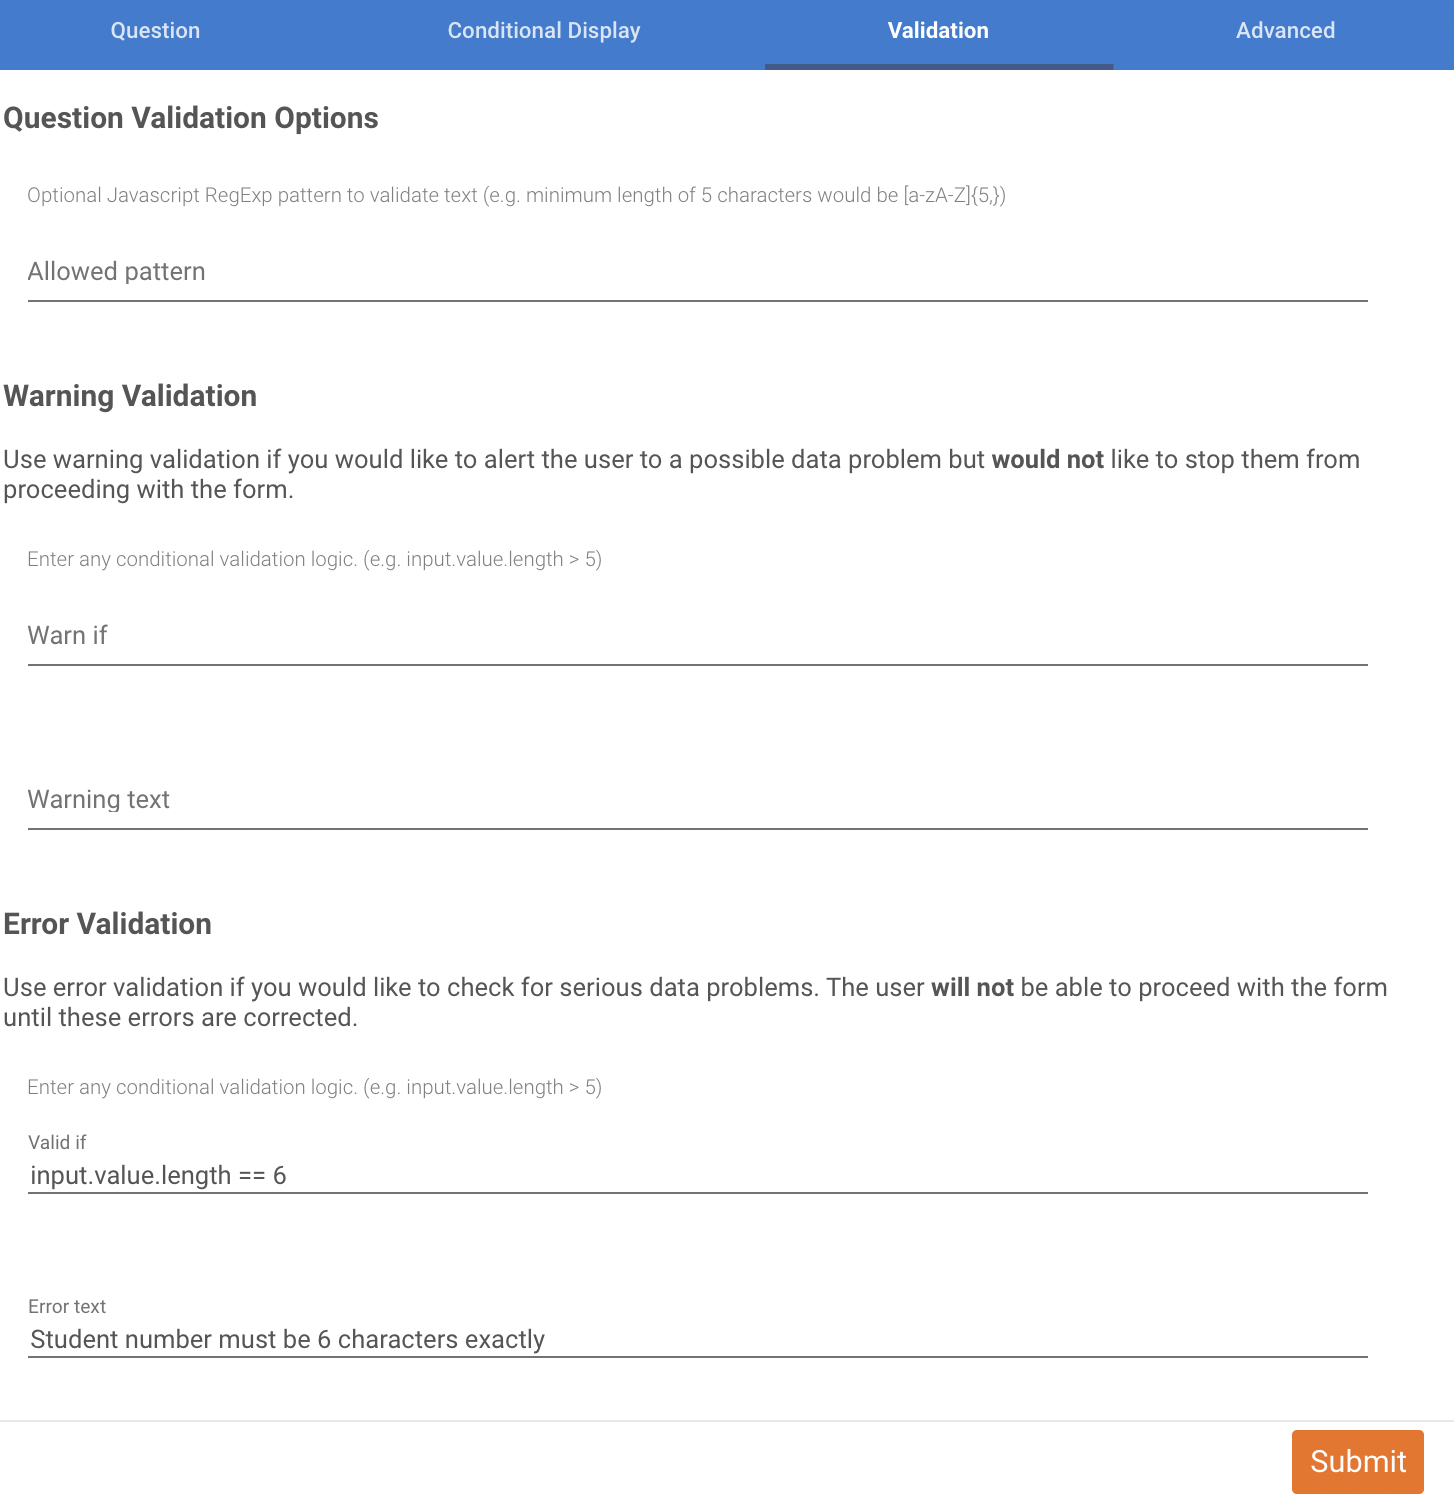 Question
Conditional Display
Validation
Advanced
Question Validation Options
Optional Javascript RegExp pattern to validate text (e.g. minimum length of 5 characters would be [a-zA-Z]{5,})
Allowed pattern
Warning Validation
Use warning validation if you would like to alert the user to a possible data problem but would not like to stop them from
proceeding with the form.
Enter any conditional validation logic. (e.g. input.value.length > 5)
Warn if
Warning text
Error Validation
Use error validation if you would like to check for serious data problems. The user will not be able to proceed with the form
until these errors are corrected.
Enter any conditional validation logic. (e.g. input.value.length > 5)
Valid if
input.value.length == 6
Error text
Student number must be 6 characters exactly
Submit